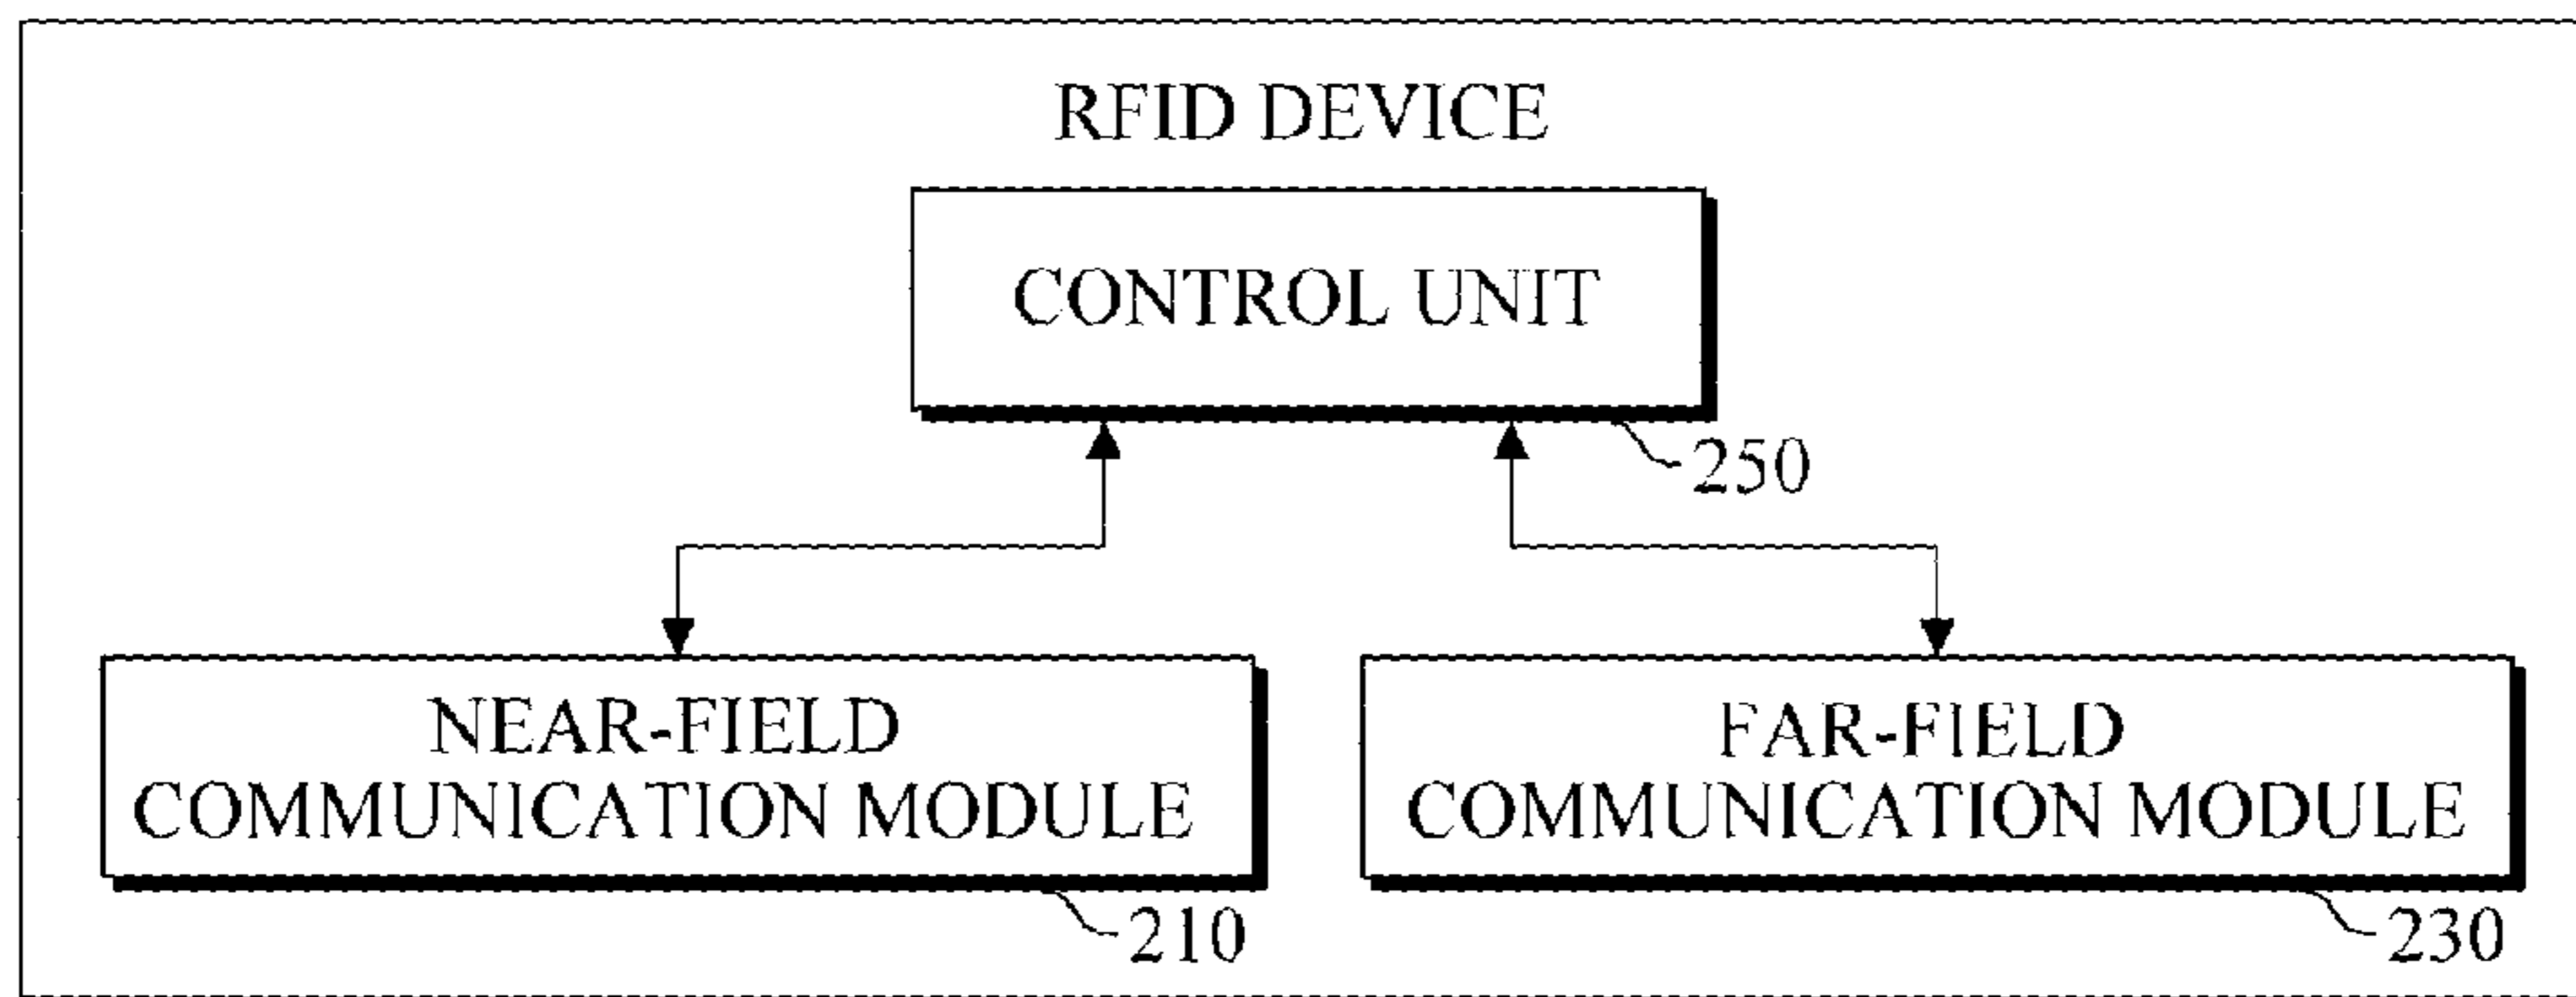 RFID DEVICE
CONTROL UNIT
250
NEAR-FIELD
COMMUNICATION MODULE
210
FAR-FIELD
COMMUNICATION MODULE
230